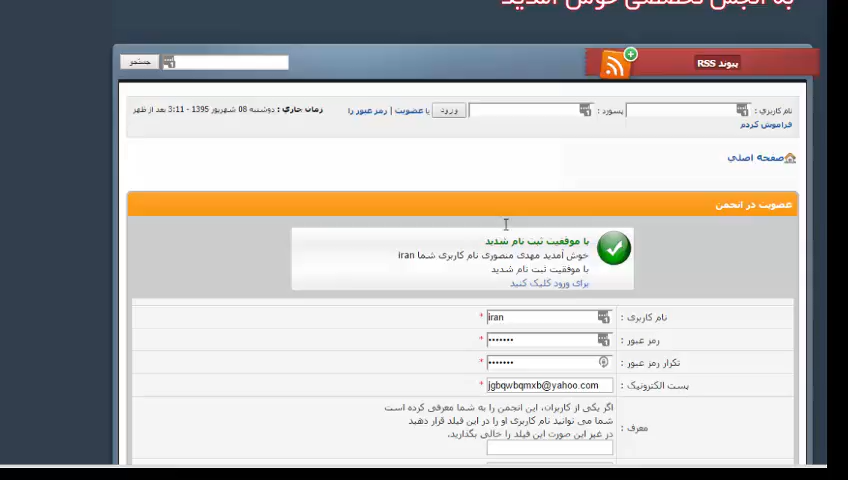 به انجمن تخصصی خوش آمدید
پیوند RSS
جستجو
نام کاربری :
پسورد :
ورود
یا عضویت | رمز عبور را
فراموش کردم
زمان جاری : دوشنبه 08 شهریور 1395 - 3:11 بعد از ظهر
صفحه اصلی
عضویت در انجمن
با موفقیت ثبت نام شدید
خوش آمدید مهدی منصوری نام کاربری شما iran
با موفقیت ثبت نام شدید
برای ورود کلیک کنید
نام کاربری :
iran
*
رمز عبور :
•••••••
*
تکرار رمز عبور :
•••••••
*
پست الکترونیک :
jgbqwbqmxb@yahoo.com
*
معرف :
اگر یکی از کاربران، این انجمن را به شما معرفی کرده است
شما می توانید نام کاربری او را در این فیلد قرار دهید
در غیر این صورت این فیلد را خالی بگذارید.